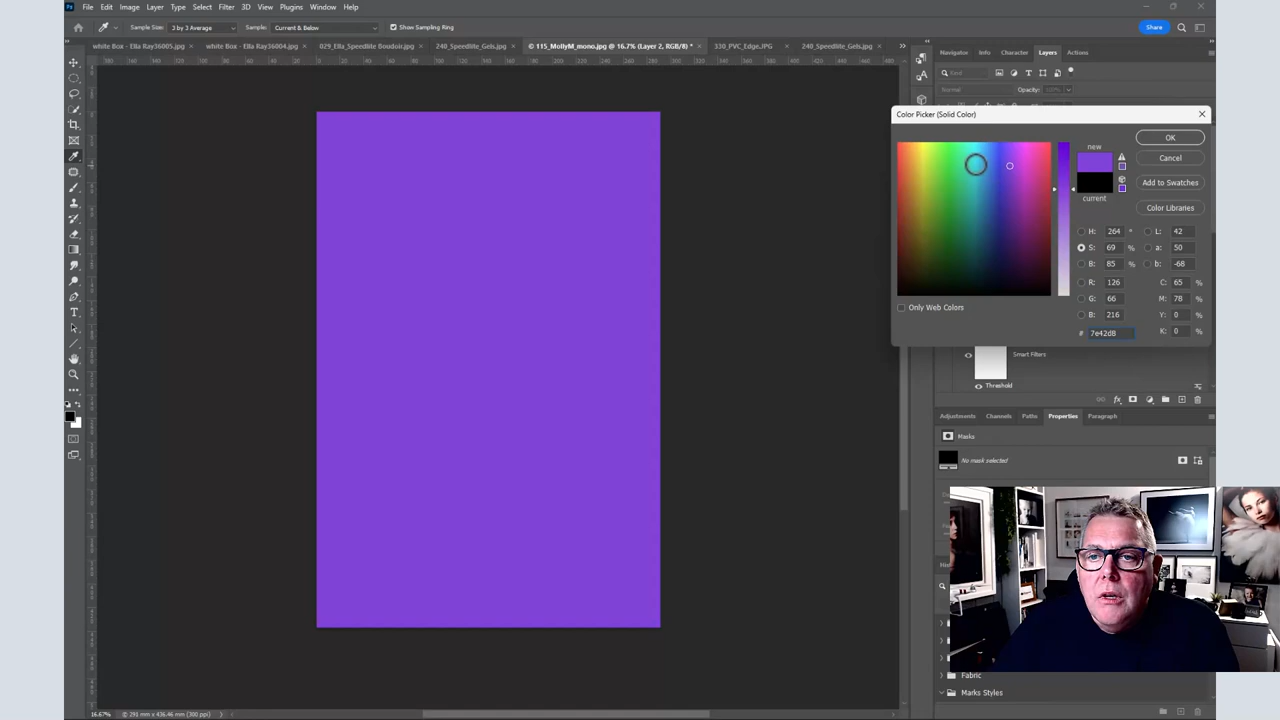 File Edit Image Layer Type Select Filter 3D View Plugins Window Help
Sample Size: 3 by 3 Average Sample: Current & Below Show Sampling Ring
Share
white Box - Ella Ray36005.jpg × white Box - Ella Ray36004.jpg × 029_Ella_Speedlite Boudoir.jpg × 240_Speedlite_Gels.jpg × © 115_MollyM_mono.jpg @ 16.7% (Layer 2, RGB/8) * × 330_PVC_Edge.JPG × 240_Speedlite_Gels.jpg ×
Navigator Info Character Layers Actions
Kind
Normal Opacity:
Color Picker (Solid Color)
new
OK
Cancel
Add to Swatches
current
Color Libraries
H: 264 ° L: 42
S: 69 % a: 50
B: 85 % b: -68
R: 126 C: 65 %
G: 66 M: 78 %
B: 216 Y: 0 %
# 7e42d8 K: 0 %
Only Web Colors
Smart Filters
Threshold
Adjustments Channels Paths Properties Paragraph
Masks
No mask selected
Fabric
Marks Styles
16.67% © 291 mm x 436.46 mm (300 ppi)